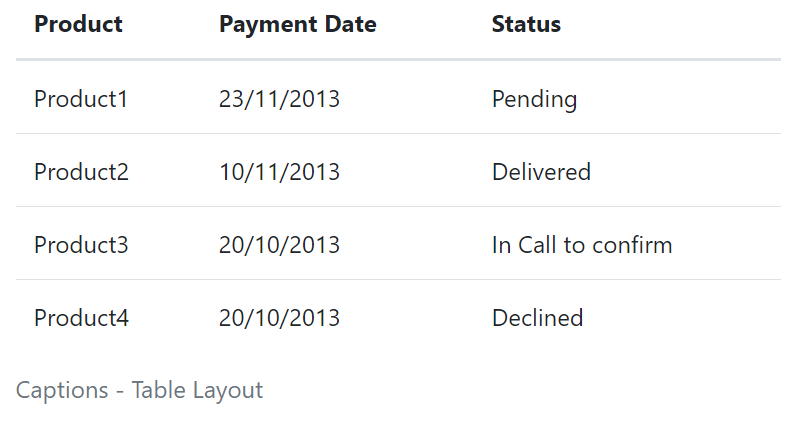 Product Payment Date Status
Product1 23/11/2013 Pending
Product2 10/11/2013 Delivered
Product3 20/10/2013 In Call to confirm
Product4 20/10/2013 Declined
Captions - Table Layout